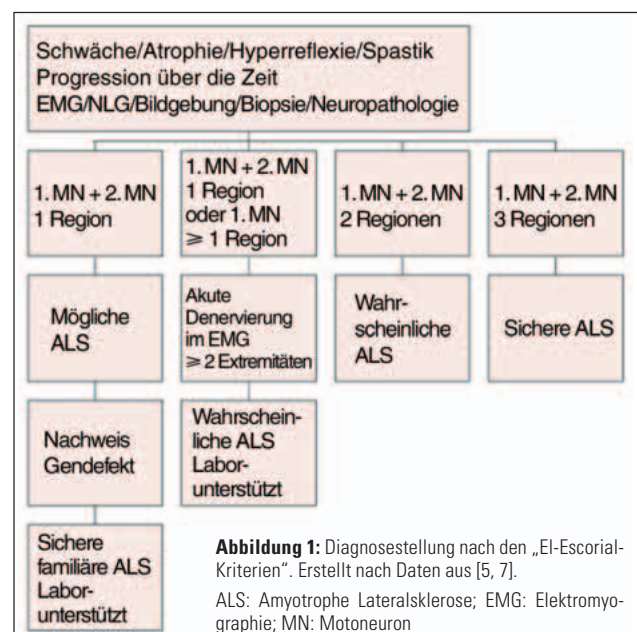 Schwäche/Atrophie/Hyperreflexie/Spastik
Progression über die Zeit
EMG/NLG/Bildgebung/Biopsie/Neuropathologie
1. MN + 2. MN
1 Region
Mögliche
ALS
Nachweis
Gendefekt
Sichere
familiäre ALS
Labor-
unterstützt
1. MN + 2. MN
1 Region
oder 1. MN
≥ 1 Region
Akute
Denervierung
im EMG
≥ 2 Extremitäten
Wahrschein-
liche ALS
Labor-
unterstützt
1. MN + 2. MN
2 Regionen
Wahr-
scheinliche
ALS
1. MN + 2. MN
3 Regionen
Sichere ALS
Abbildung 1: Diagnosestellung nach den „El-Escorial-
Kriterien“. Erstellt nach Daten aus [5, 7].
ALS: Amyotrophe Lateralsklerose; EMG: Elektromyo-
graphie; MN: Motoneuron